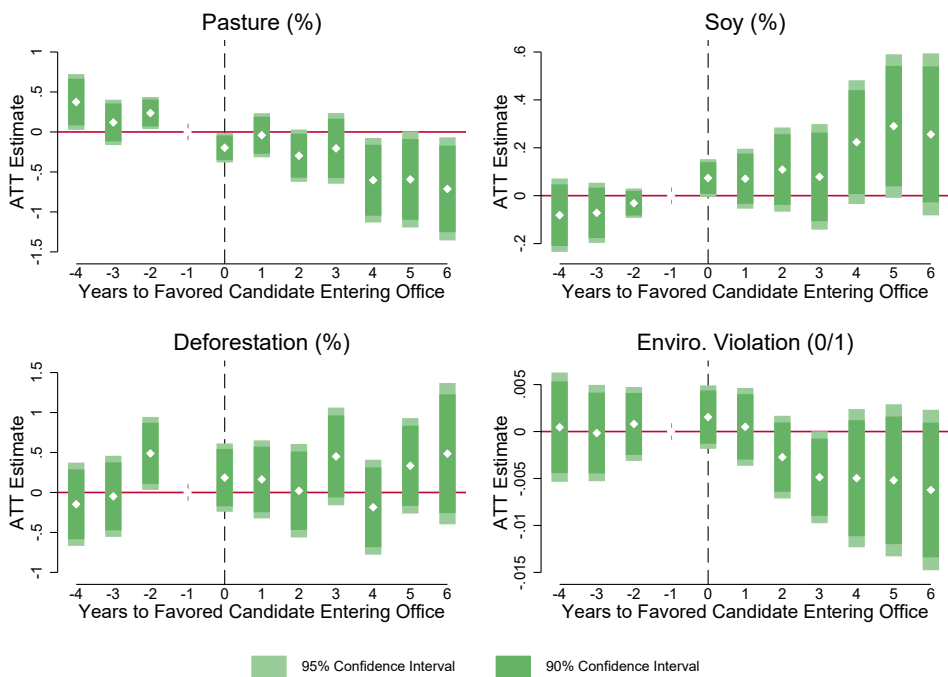 Pasture (%)
ATT Estimate
1
.5
0
-.5
-1
-1.5
-4 -3 -2 -1 0 1 2 3 4 5 6
Years to Favored Candidate Entering Office
Soy (%)
ATT Estimate
.6
.4
.2
0
-.2
-4 -3 -2 -1 0 1 2 3 4 5 6
Years to Favored Candidate Entering Office
Deforestation (%)
ATT Estimate
1.5
1
.5
0
-.5
-1
-4 -3 -2 -1 0 1 2 3 4 5 6
Years to Favored Candidate Entering Office
Enviro. Violation (0/1)
ATT Estimate
.005
0
-.005
-.01
-.015
-4 -3 -2 -1 0 1 2 3 4 5 6
Years to Favored Candidate Entering Office
95% Confidence Interval
90% Confidence Interval